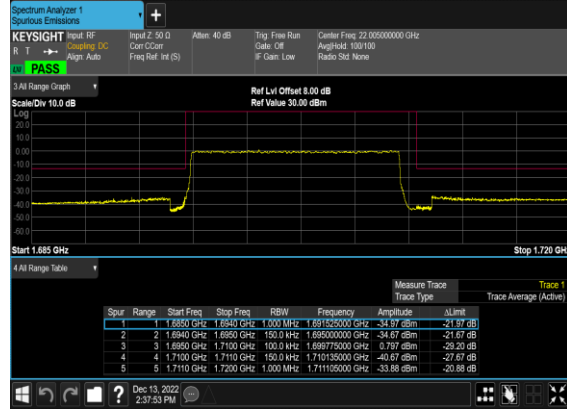 Spectrum Analyzer 1
Spurious Emissions
+
KEYSIGHT Input: RF Input Z: 50 Ω Atten: 40 dB Trig: Free Run Center Freq: 22.005000000 GHz
R T Coupling: DC Corr CCorr Gate: Off Avg|Hold: 100/100
Align: Auto Freq Ref: Int (S) IF Gain: Low Radio Std: None
PASS
3 All Range Graph Ref Lvl Offset 8.00 dB
Scale/Div 10.0 dB Ref Value 30.00 dBm
Log
20.0
10.0
0.00
-10.0
-20.0
-30.0
-40.0
-50.0
-60.0
Start 1.685 GHz Stop 1.720 GH
4 All Range Table
Measure Trace Trace 1
Trace Type Trace Average (Active)
Spur Range Start Freq Stop Freq RBW Frequency Amplitude ΔLimit
1 1 1.6850 GHz 1.6940 GHz 1.000 MHz 1.691525000 GHz -34.97 dBm -21.97 dB
2 2 1.6940 GHz 1.6950 GHz 150.0 kHz 1.695000000 GHz -34.67 dBm -21.67 dB
3 3 1.6950 GHz 1.7100 GHz 150.0 kHz 1.699775000 GHz 0.797 dBm -29.20 dB
4 4 1.7100 GHz 1.7110 GHz 150.0 kHz 1.710135000 GHz -40.67 dBm -27.67 dB
5 5 1.7110 GHz 1.7200 GHz 1.000 MHz 1.711105000 GHz -33.88 dBm -20.88 dB
? Dec 13, 2022
2:37:53 PM